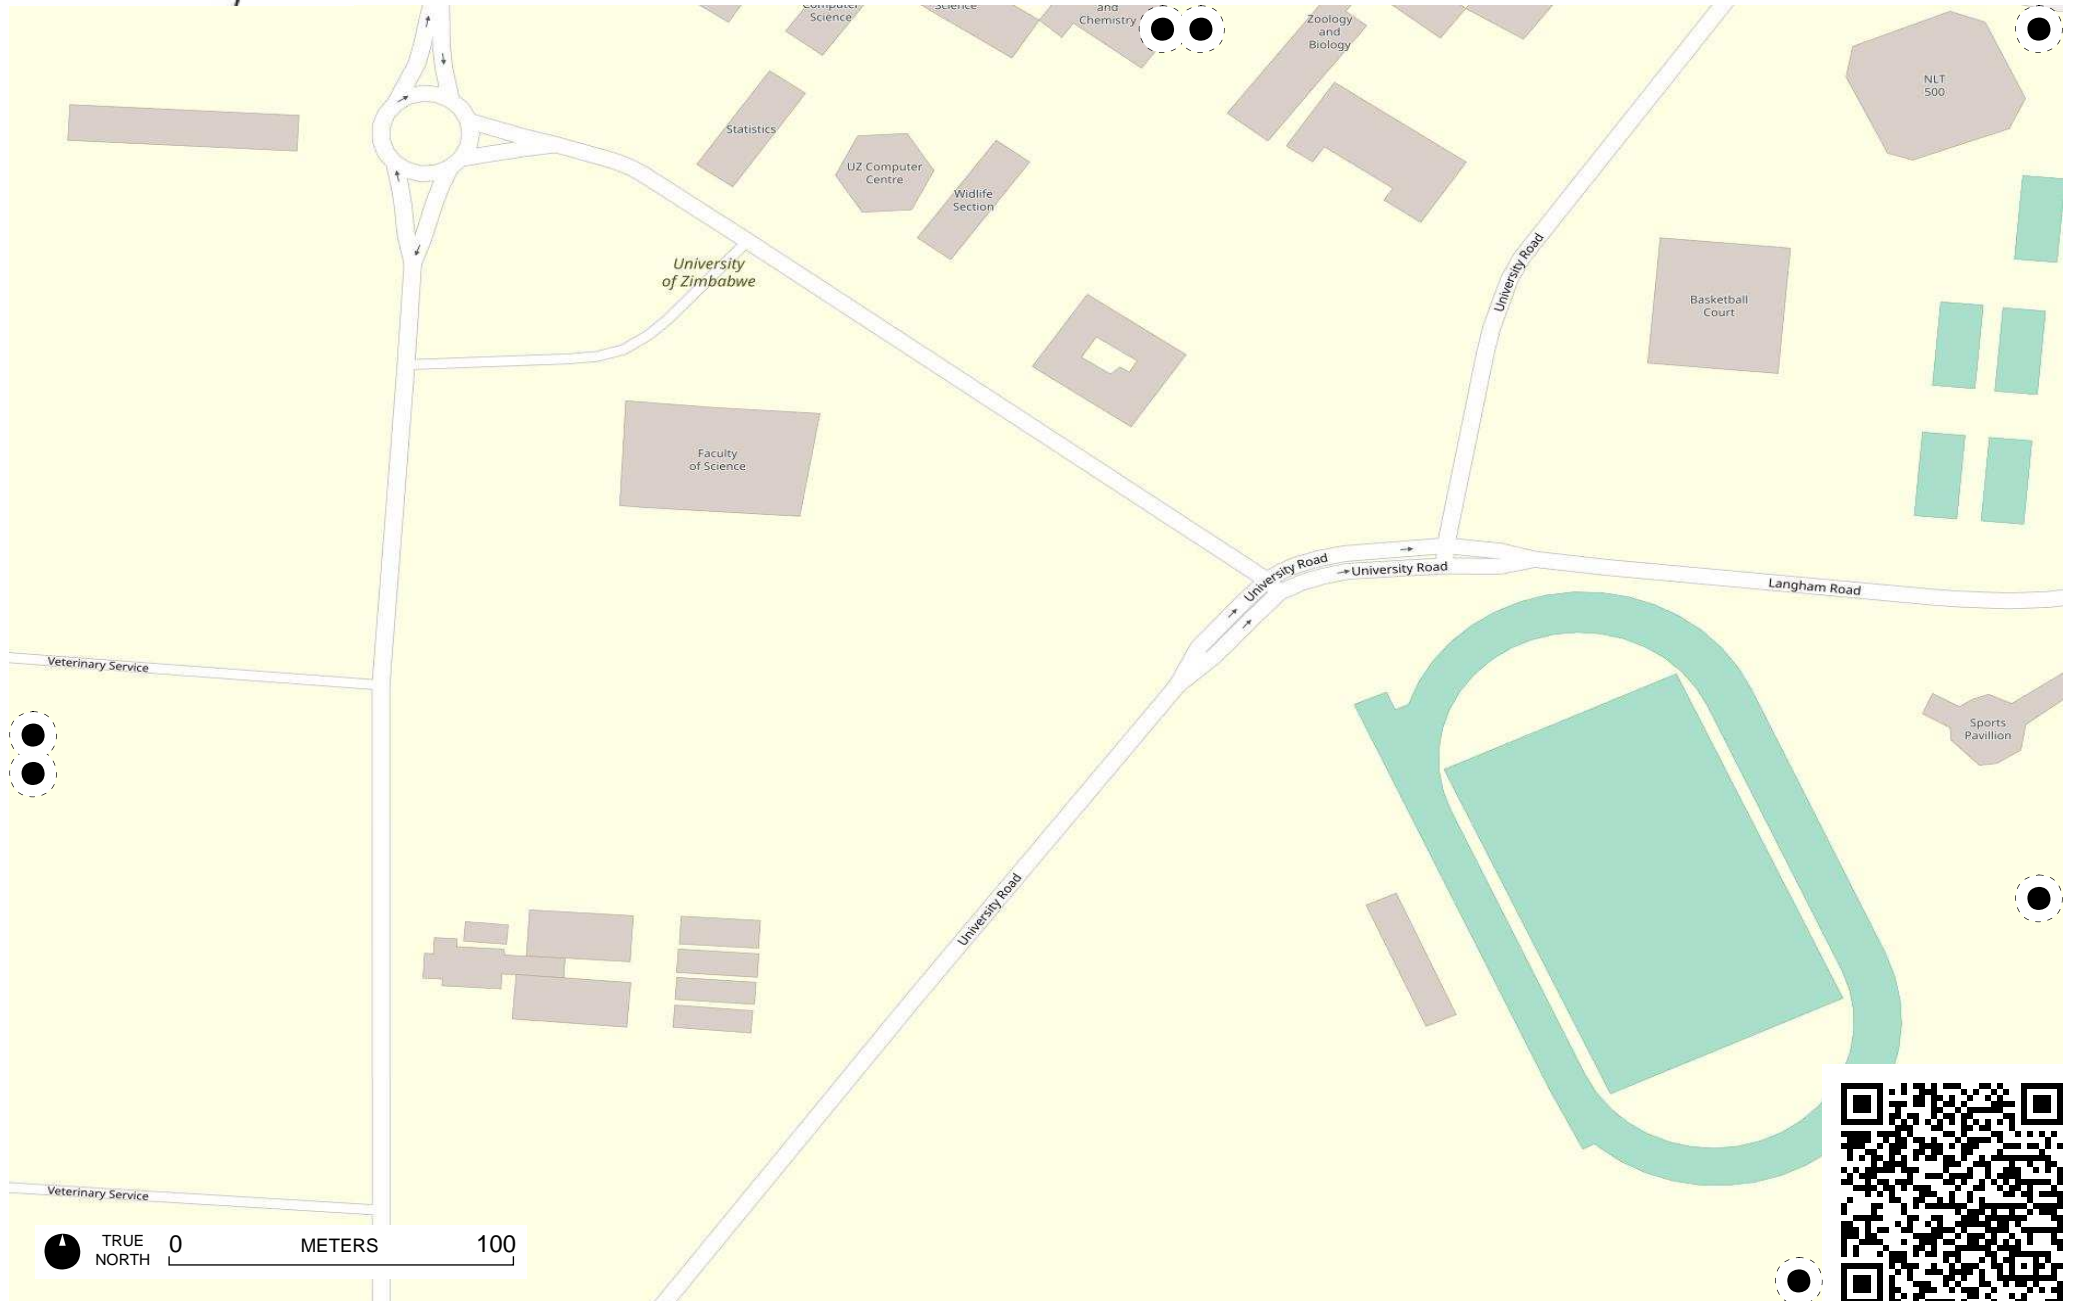 Computer
Science
Science
and
Chemistry
Zoology
and
Biology
NLT
500
Statistics
UZ Computer
Centre
Widlife
Section
University
of Zimbabwe
University Road
Basketball
Court
Faculty
of Science
University Road
University Road
Langham Road
Veterinary Service
Sports
Pavillion
University Road
Veterinary Service
TRUE
NORTH
0 METERS 100